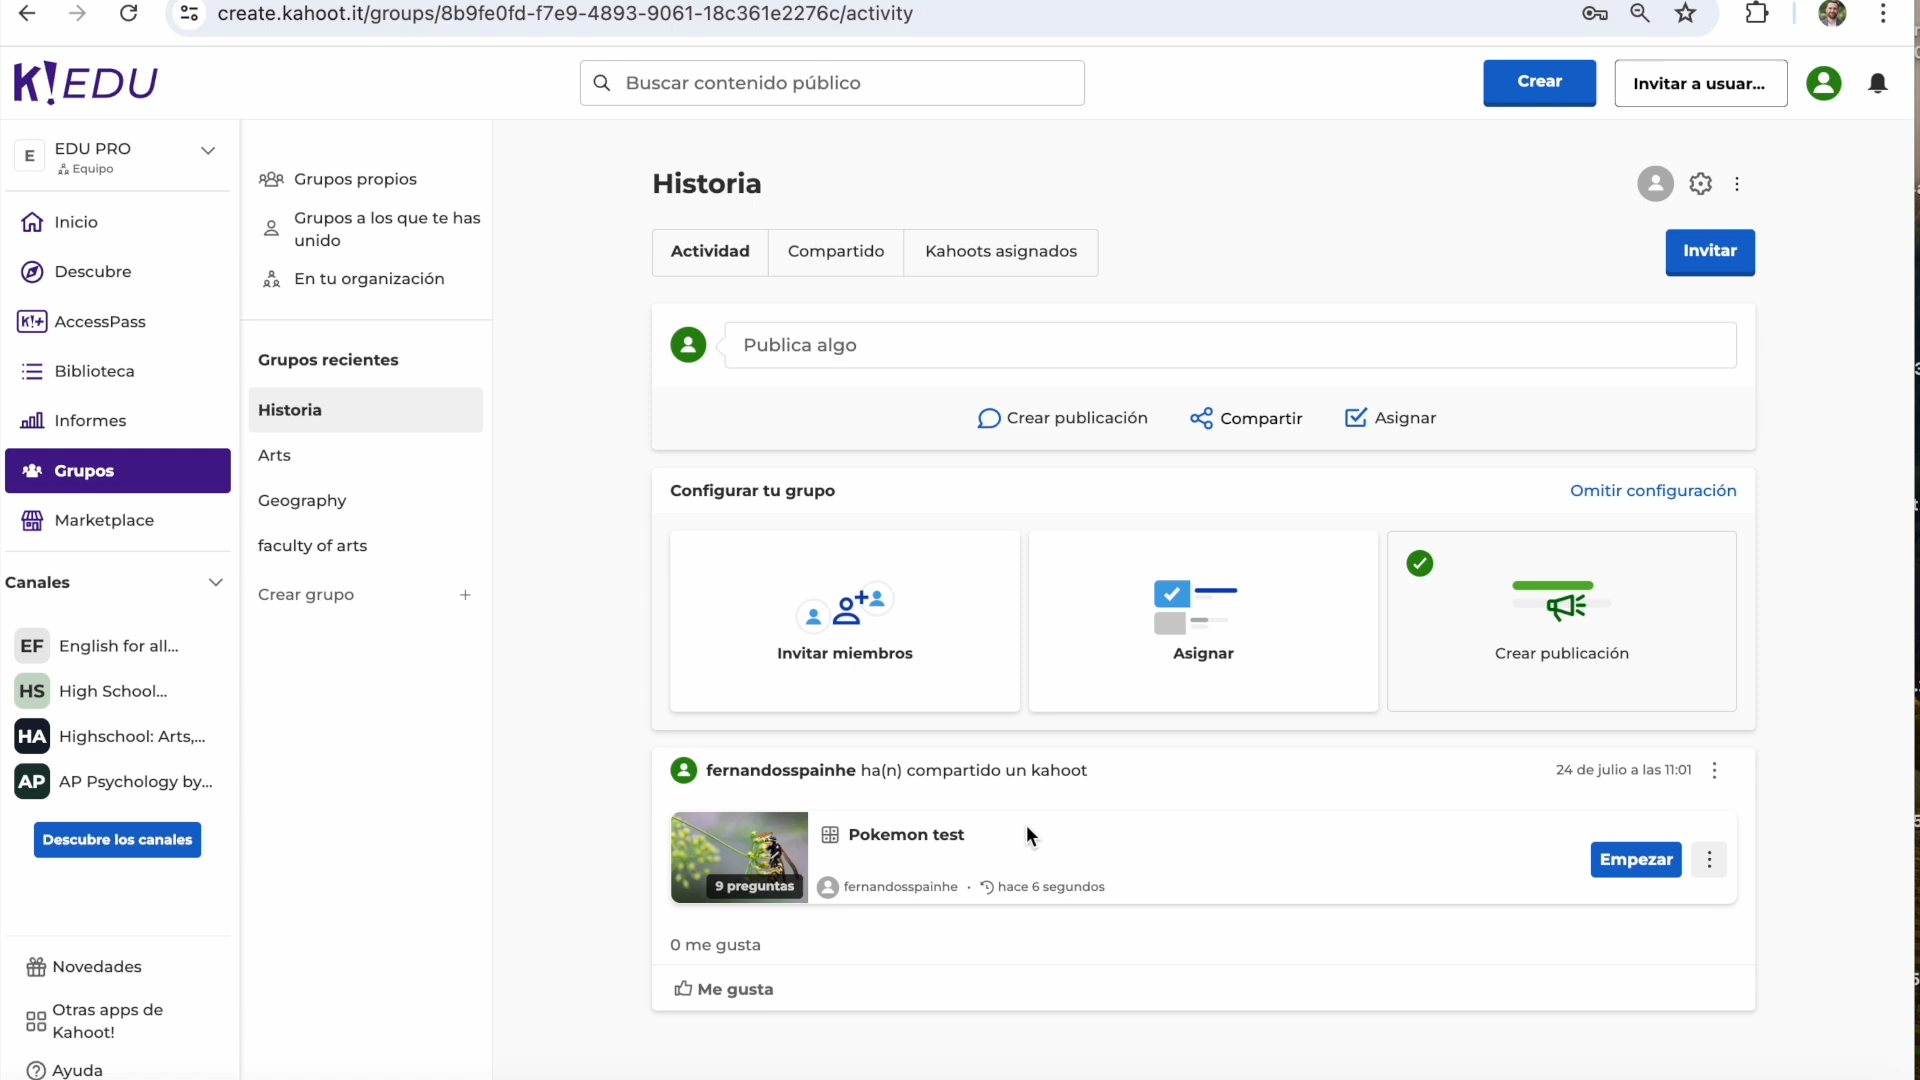 create.kahoot.it/groups/8b9fe0fd-f7e9-4893-9061-18c361e2276c/activity
K!EDU
Buscar contenido público
Crear
Invitar a usuar...
E
EDU PRO
Equipo
Inicio
Descubre
K!+ AccessPass
Biblioteca
Informes
Grupos
Marketplace
Canales
EF English for all...
HS High School...
HA Highschool: Arts,...
AP AP Psychology by...
Descubre los canales
Novedades
Otras apps de
Kahoot!
Ayuda
Grupos propios
Grupos a los que te has
unido
En tu organización
Grupos recientes
Historia
Arts
Geography
faculty of arts
Crear grupo +
Historia
Actividad
Compartido
Kahoots asignados
Invitar
Publica algo
Crear publicación
Compartir
Asignar
Configurar tu grupo
Omitir configuración
Invitar miembros
Asignar
Crear publicación
fernandosspainhe ha(n) compartido un kahoot
24 de julio a las 11:01
Pokemon test
9 preguntas
fernandosspainhe · hace 6 segundos
Empezar
0 me gusta
Me gusta